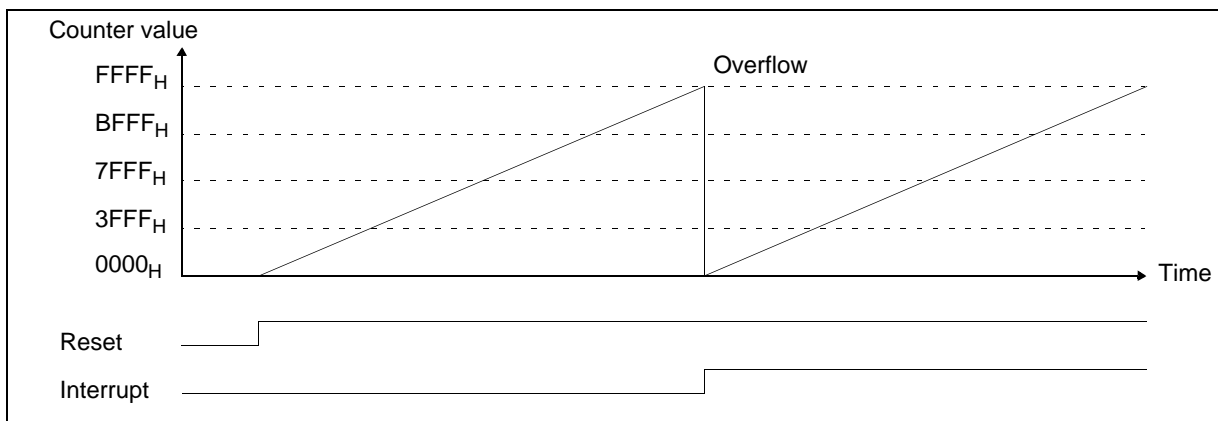 Counter value
FFFFH
Overflow
BFFFH
7FFFH
3FFFH
0000H
Time
Reset
Interrupt